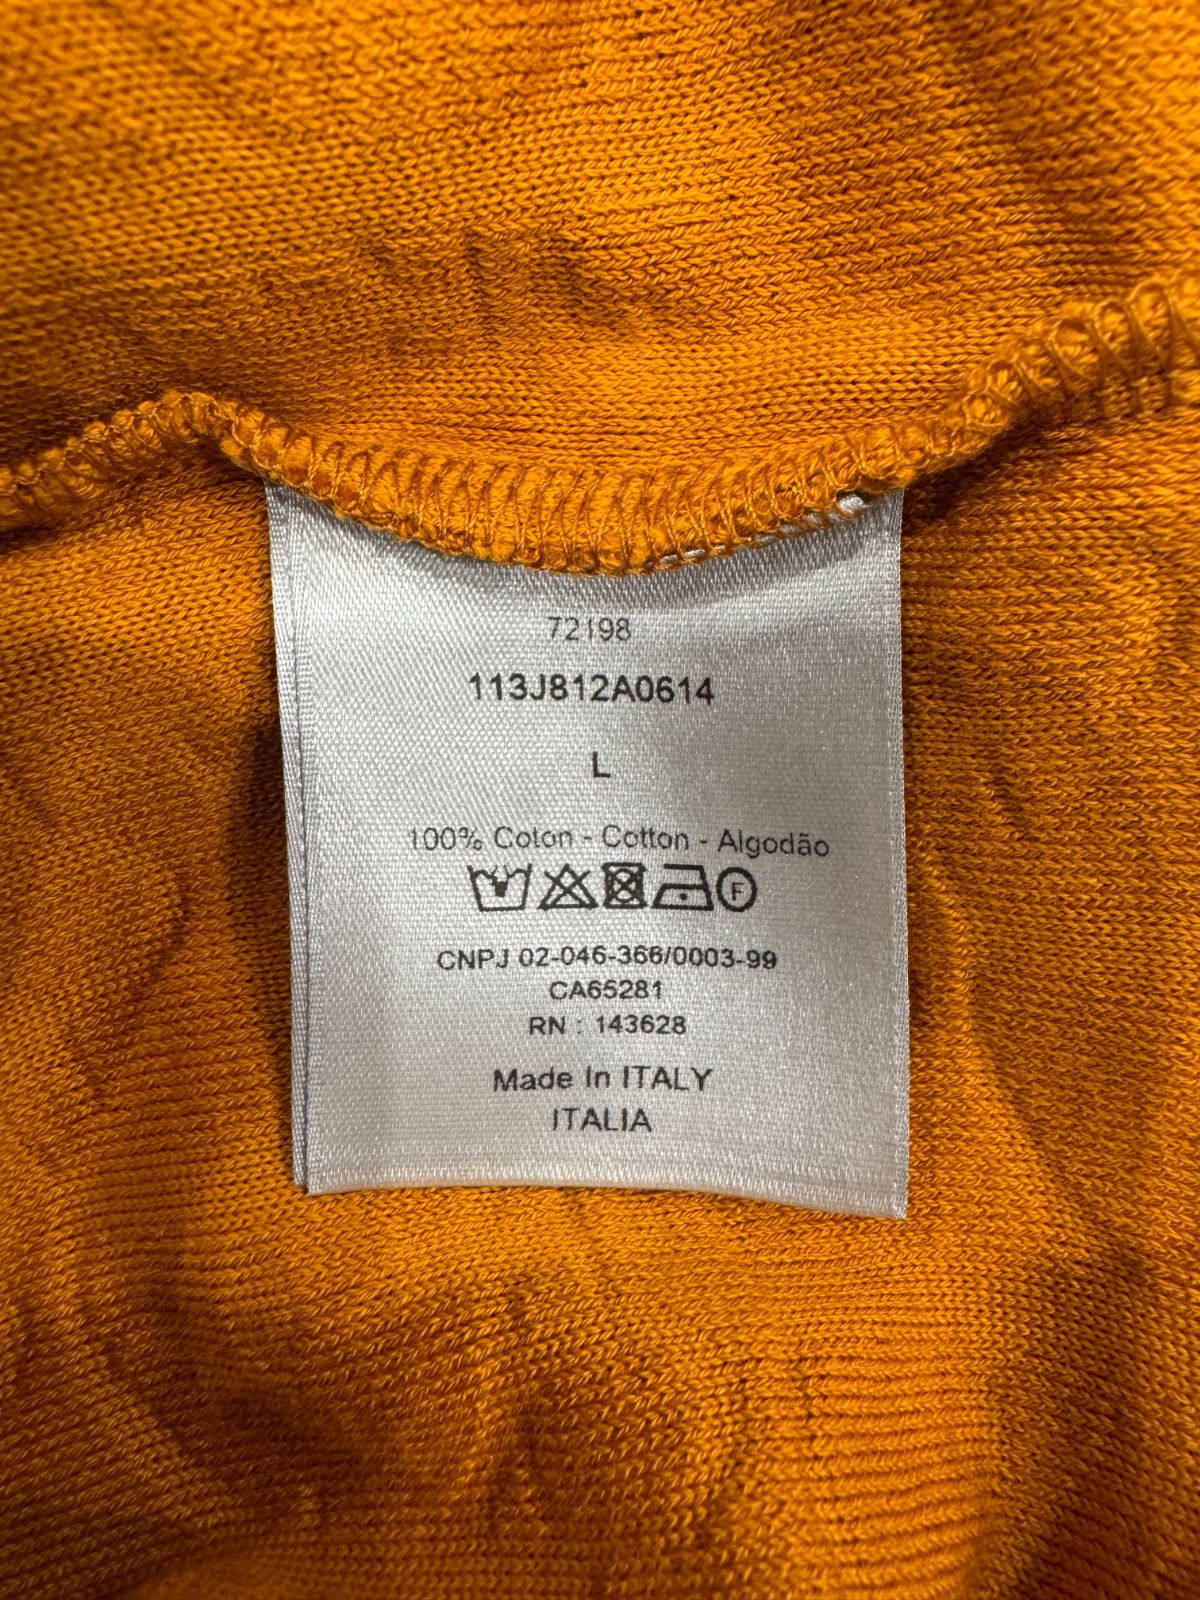 72198
113J812A0614
L
100% Coton - Cotton - Algodão
F
CNPJ 02-046-366/0003-99
CA65281
RN : 143628
Made In ITALY
ITALIA